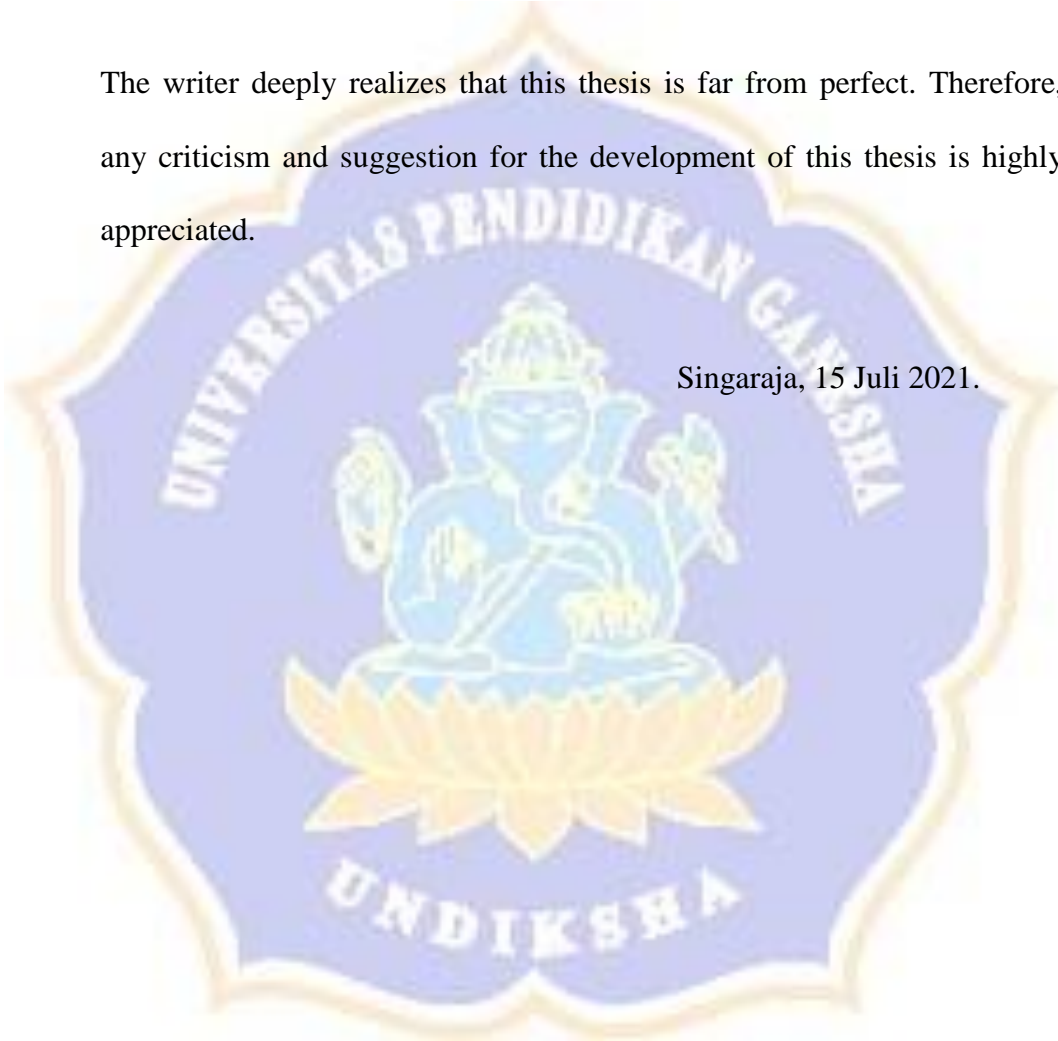 The writer deeply realizes that this thesis is far from perfect. Therefore,
any criticism and suggestion for the development of this thesis is highly
appreciated.
UNIVERSITAS PENDIDIKAN GANESHA
Singaraja, 15 Juli 2021.
UNDIKSHA